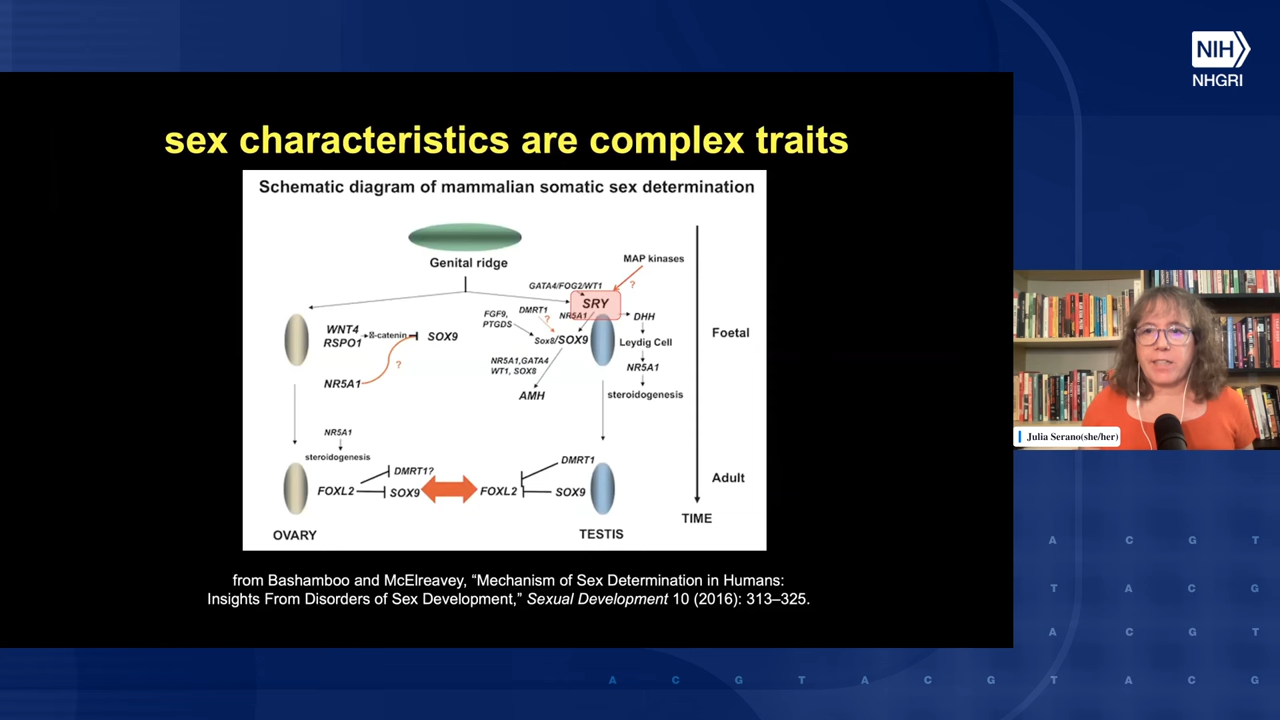 NIH
NHGRI
sex characteristics are complex traits
Schematic diagram of mammalian somatic sex determination
Genital ridge
MAP kinases
?
GATA4/FOG2/WT1
SRY
WNT4
RSPO1
ß-catenin
SOX9
?
NR5A1
FGF9,
PTGDS
DMRT1
?
NR5A1
Sox8/SOX9
DHH
Leydig Cell
NR5A1
steroidogenesis
NR5A1,GATA4
WT1, SOX8
AMH
Foetal
NR5A1
steroidogenesis
FOXL2
DMRT1?
SOX9
FOXL2
DMRT1
SOX9
Adult
TIME
OVARY
TESTIS
from Bashamboo and McElreavey, “Mechanism of Sex Determination in Humans:
Insights From Disorders of Sex Development,” Sexual Development 10 (2016): 313–325.
Julia Serano(she/her)
A C G T
T A C G
A C G T
A C G T A C G T A C G